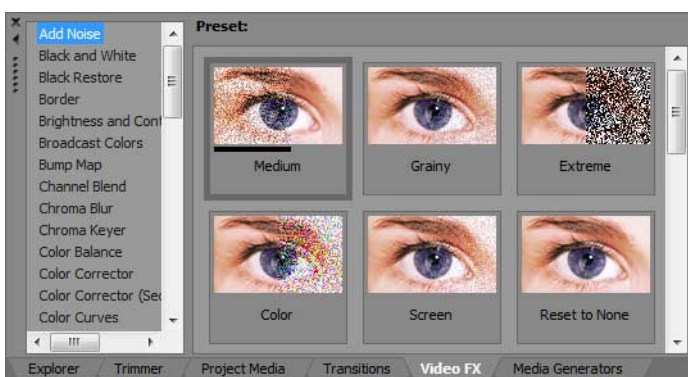 Add Noise
Black and White
Black Restore
Border
Brightness and Cont
Broadcast Colors
Bump Map
Channel Blend
Chroma Blur
Chroma Keyer
Color Balance
Color Corrector
Color Corrector (Sec
Color Curves
Preset:
Medium
Grainy
Extreme
Color
Screen
Reset to None
Explorer
Trimmer
Project Media
Transitions
Video FX
Media Generators